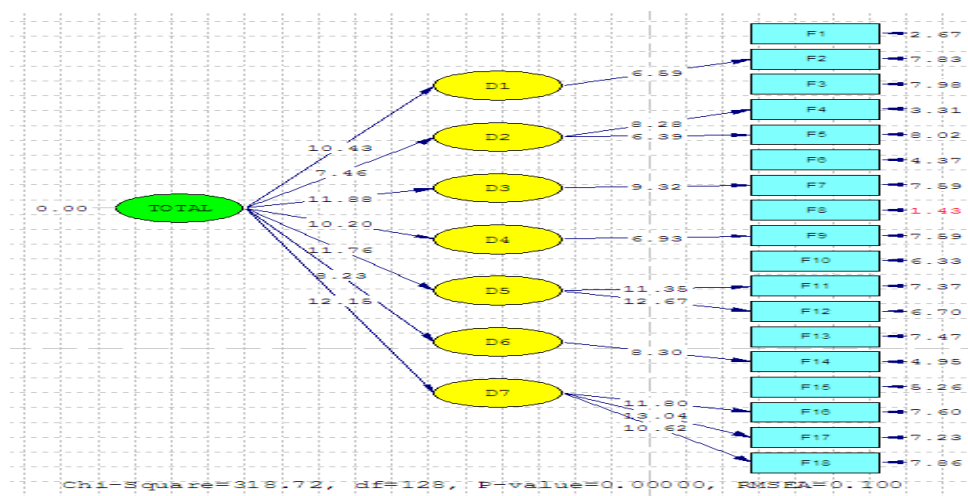 F1 2.67
F2 7.83
F3 7.98
F4 3.31
F5 8.02
F6 4.37
F7 7.59
F8 1.43
F9 7.59
F10 6.33
F11 7.37
F12 6.70
F13 7.47
F14 4.95
F15 5.26
F16 7.60
F17 7.23
F18 7.86
D1 6.59
D2 8.28
6.39
D3 9.32
D4 6.93
D5 11.35
12.67
D6 8.30
D7 11.80
13.04
10.62
10.43
7.46
11.88
10.20
11.76
12.15
0.00 TOTAL
Chi-Square=318.72, df=128, P-value=0.00000, RMSEA=0.100